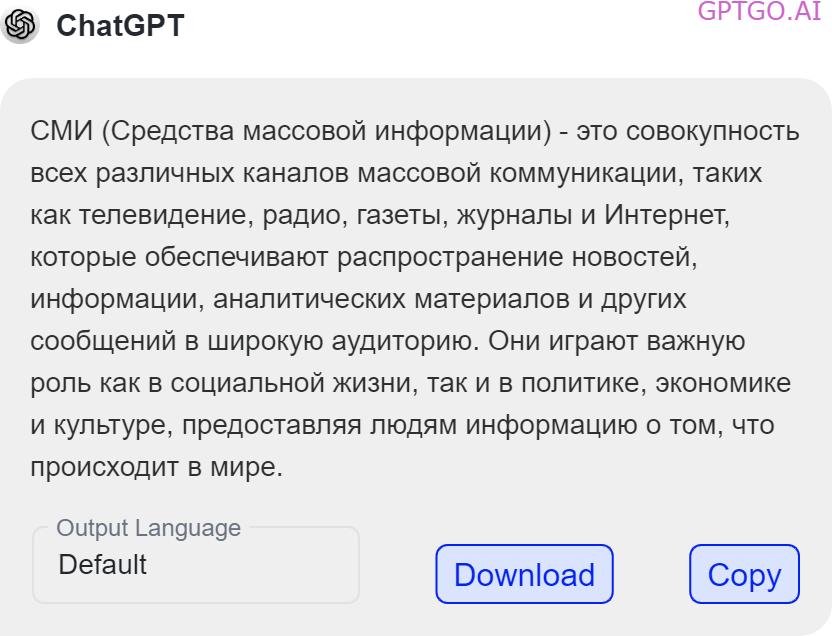 ChatGPT
GPTGO.AI
СМИ (Средства массовой информации) - это совокупность
всех различных каналов массовой коммуникации, таких
как телевидение, радио, газеты, журналы и Интернет,
которые обеспечивают распространение новостей,
информации, аналитических материалов и других
сообщений в широкую аудиторию. Они играют важную
роль как в социальной жизни, так и в политике, экономике
и культуре, предоставляя людям информацию о том, что
происходит в мире.
Output Language
Default
Download
Copy